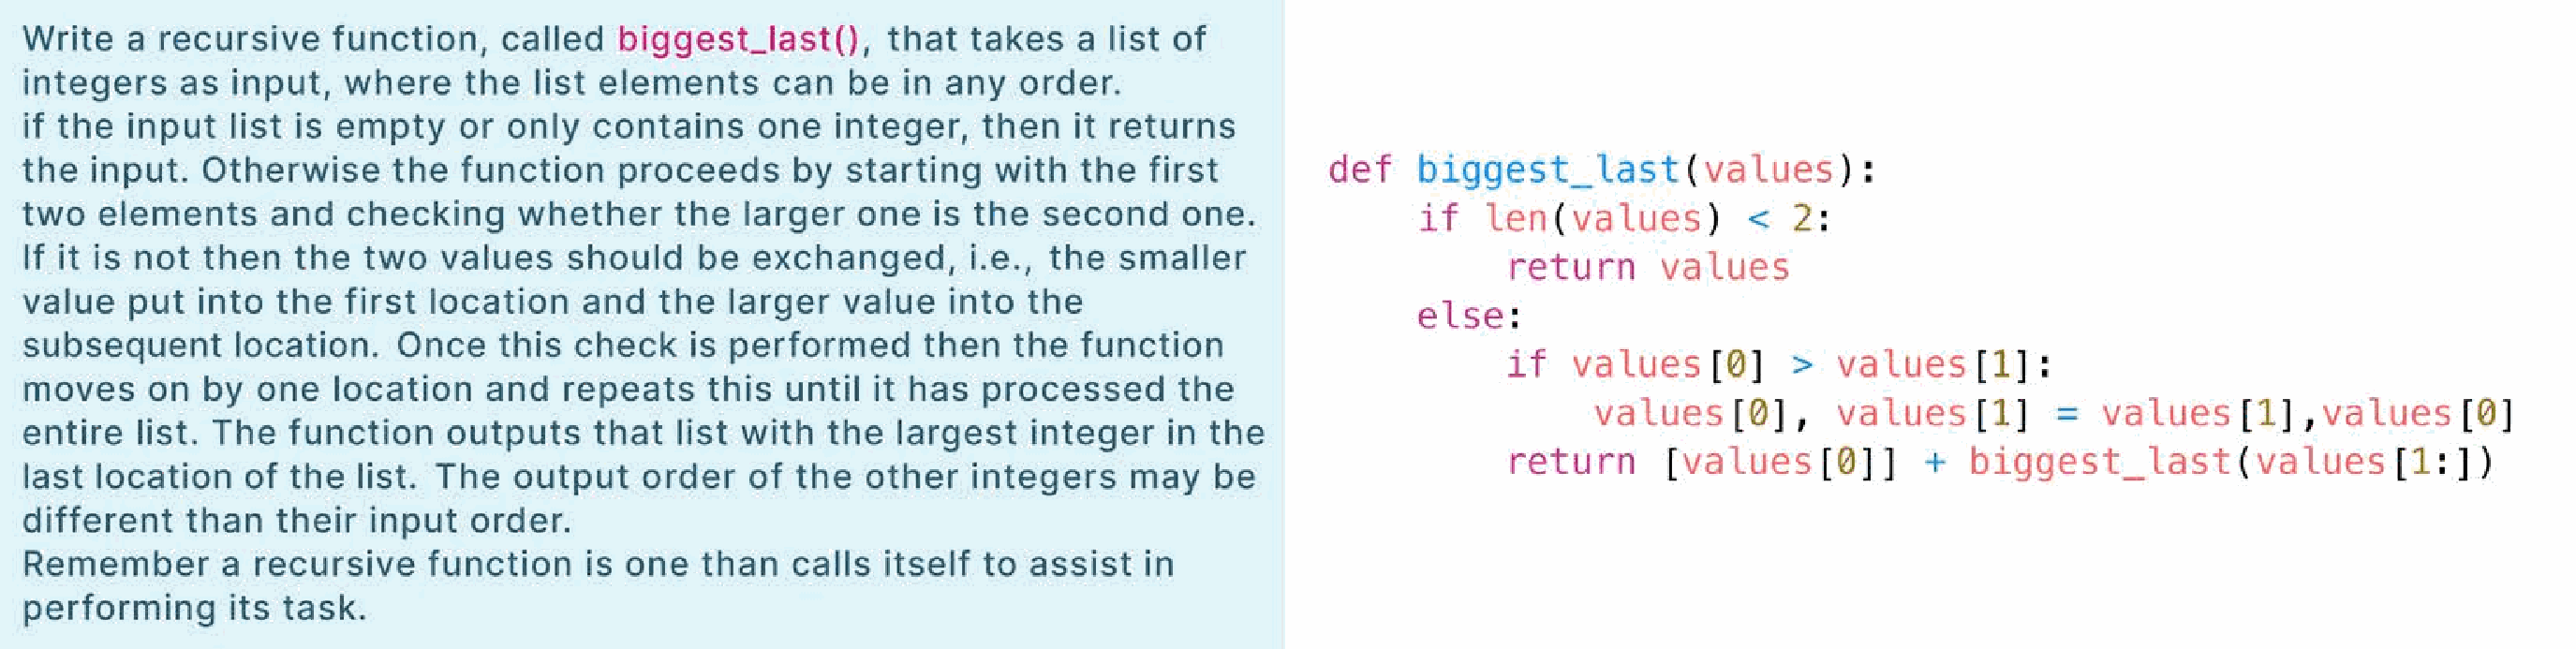 Write a recursive function, called biggest_last(), that takes a list of
integers as input, where the list elements can be in any order.
if the input list is empty or only contains one integer, then it returns
the input. Otherwise the function proceeds by starting with the first
two elements and checking whether the larger one is the second one.
If it is not then the two values should be exchanged, i.e., the smaller
value put into the first location and the larger value into the
subsequent location. Once this check is performed then the function
moves on by one location and repeats this until it has processed the
entire list. The function outputs that list with the largest integer in the
last location of the list. The output order of the other integers may be
different than their input order.
Remember a recursive function is one than calls itself to assist in
performing its task.
def biggest_last(values):
    if len(values) < 2:
        return values
    else:
        if values[0] > values[1]:
            values[0], values[1] = values[1],values[0]
        return [values[0]] + biggest_last(values[1:])